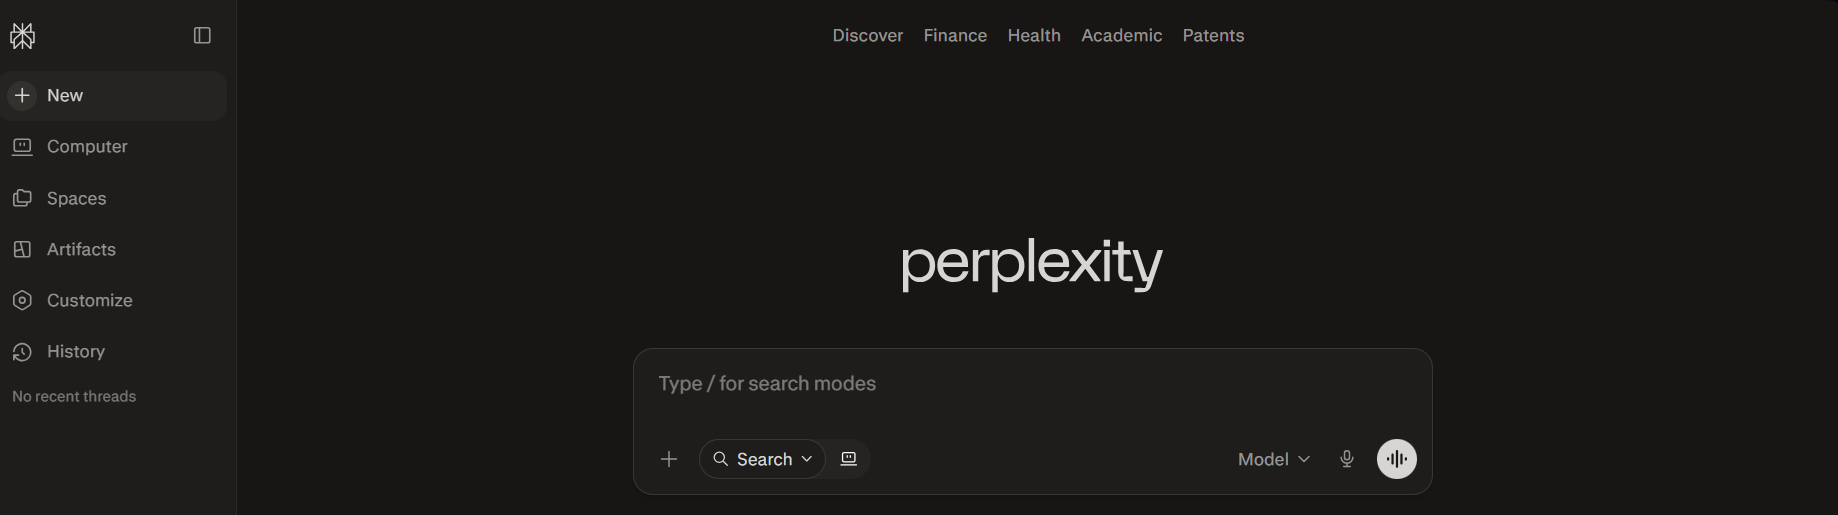 Discover Finance Health Academic Patents
New
Computer
Spaces
Artifacts
Customize
History
No recent threads
perplexity
Type / for search modes
Search
Model